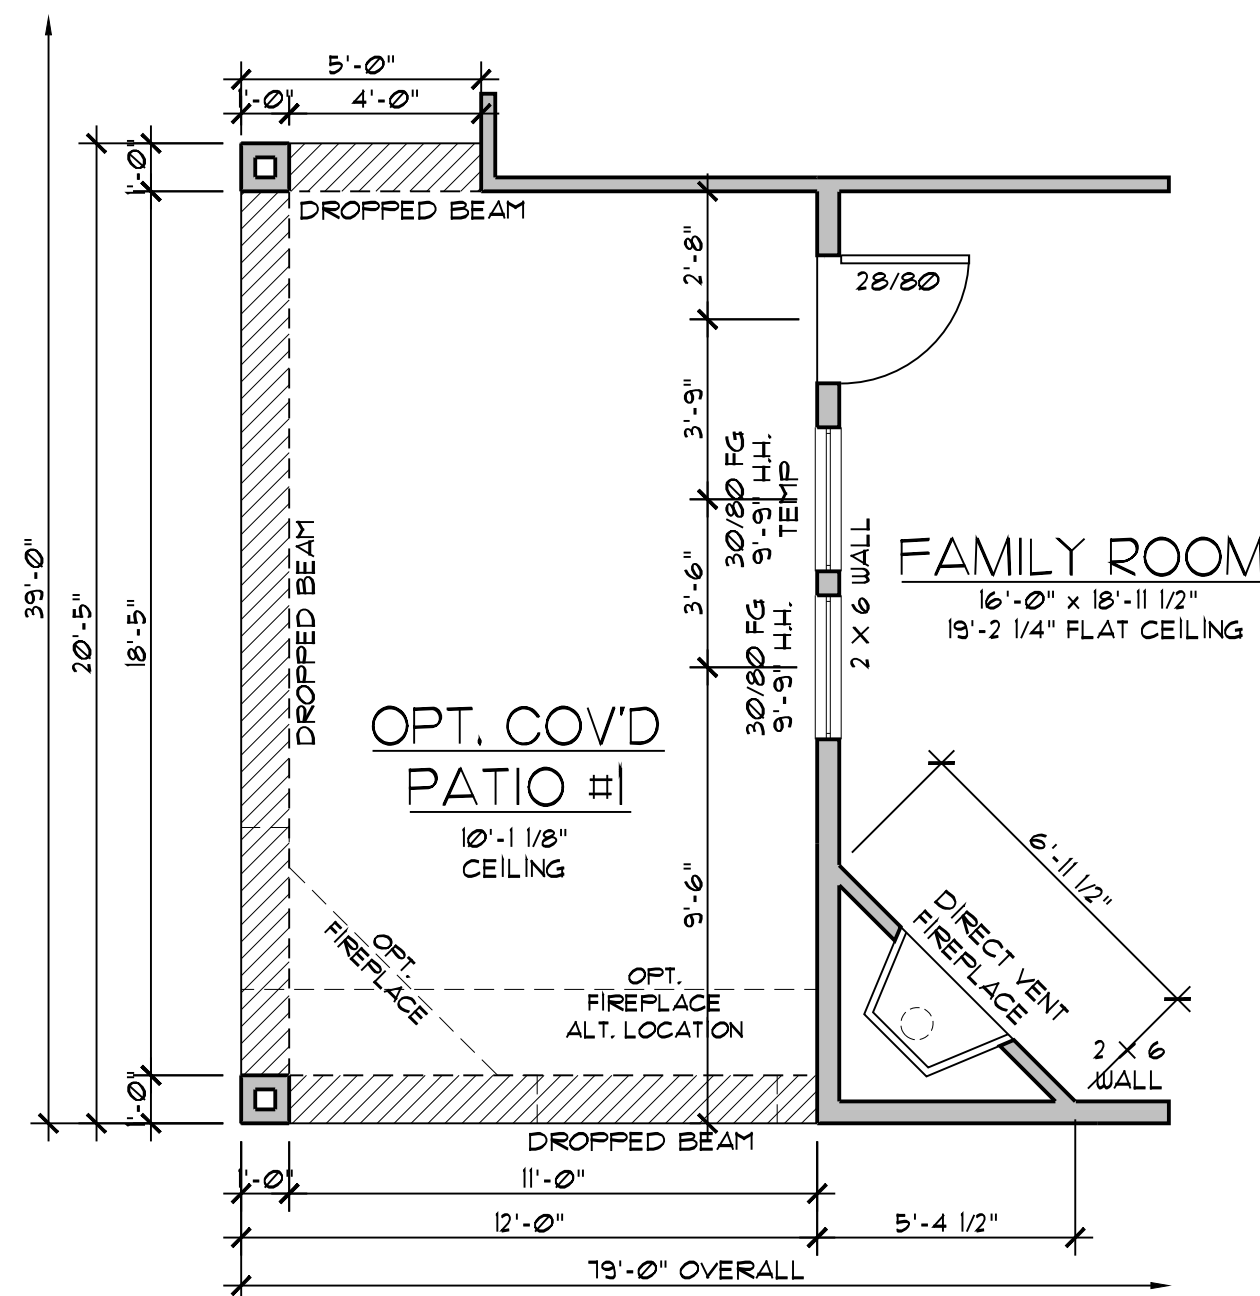 5'-0"
1'-0"
4'-0"
1'-0"
DROPPED BEAM
2'-8"
28/80
3'-9"
30/80 FG
9'-9" H.H.
TEMP
39'-0"
20'-5"
18'-5"
DROPPED BEAM
3'-6"
30/80 FG
9'-9" H.H.
2 X 6 WALL
FAMILY ROOM
16'-0" x 18'-11 1/2"
19'-2 1/4" FLAT CEILING
OPT. COV'D
PATIO #1
10'-1 1/8"
CEILING
9'-6"
6'-11 1/2"
DIRECT VENT
FIREPLACE
OPT.
FIREPLACE
OPT.
FIREPLACE
ALT. LOCATION
2 X 6
WALL
1'-0"
DROPPED BEAM
1'-0"
11'-0"
12'-0"
5'-4 1/2"
79'-0" OVERALL